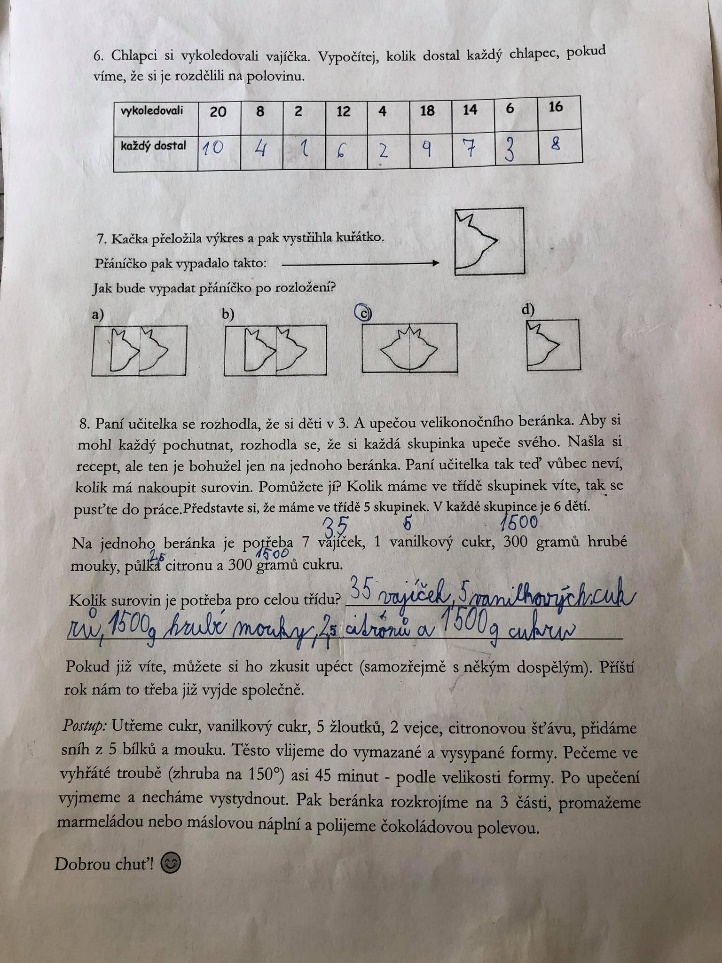 6. Chlapci si vykoledovali vajíčka. Vypočítej, kolik dostal každý chlapec, pokud
víme, že si je rozdělili na polovinu.
vykoledovali 20 8 2 12 4 18 14 6 16
každý dostal 10 4 1 6 2 9 7 3 8
7. Kačka přeložila výkres a pak vystřihla kuřátko.
Přáníčko pak vypadalo takto:
Jak bude vypadat přáníčko po rozložení?
a) b) c) d)
8. Paní učitelka se rozhodla, že si děti v 3. A upečou velikonočního beránka. Aby si
mohl každý pochutnat, rozhodla se, že si každá skupinka upeče svého. Našla si
recept, ale ten je bohužel jen na jednoho beránka. Paní učitelka tak teď vůbec neví,
kolik má nakoupit surovin. Pomůžete jí? Kolik máme ve třídě skupinek víte, tak se
pusťte do práce.Představte si, že máme ve třídě 5 skupinek. V každé skupince je 6 dětí.
35 5 1500
Na jednoho beránka je potřeba 7 vajíček, 1 vanilkový cukr, 300 gramů hrubé
2,5 1500
mouky, půlka citronu a 300 gramů cukru.
Kolik surovin je potřeba pro celou třídu? 35 vajíček, 5 vanilkových cuk
rů, 1500g hrubé mouky, 2,5 citrónů a 1500g cukru
Pokud již víte, můžete si ho zkusit upéct (samozřejmě s někým dospělým). Příští
rok nám to třeba již vyjde společně.
Postup: Utřeme cukr, vanilkový cukr, 5 žloutků, 2 vejce, citronovou šťávu, přidáme
sníh z 5 bílků a mouku. Těsto vlijeme do vymazané a vysypané formy. Pečeme ve
vyhřáté troubě (zhruba na 150°) asi 45 minut - podle velikosti formy. Po upečení
vyjmeme a necháme vystydnout. Pak beránka rozkrojíme na 3 části, promažeme
marmeládou nebo máslovou náplní a polijeme čokoládovou polevou.
Dobrou chuť!